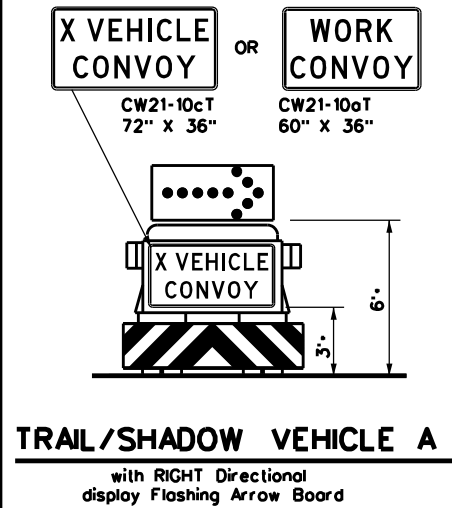 X VEHICLE
CONVOY
OR
WORK
CONVOY
CW21-10cT
72" X 36"
CW21-10aT
60" X 36"
X VEHICLE
CONVOY
6'
3'
TRAIL/SHADOW VEHICLE A
with RIGHT Directional
display Flashing Arrow Board